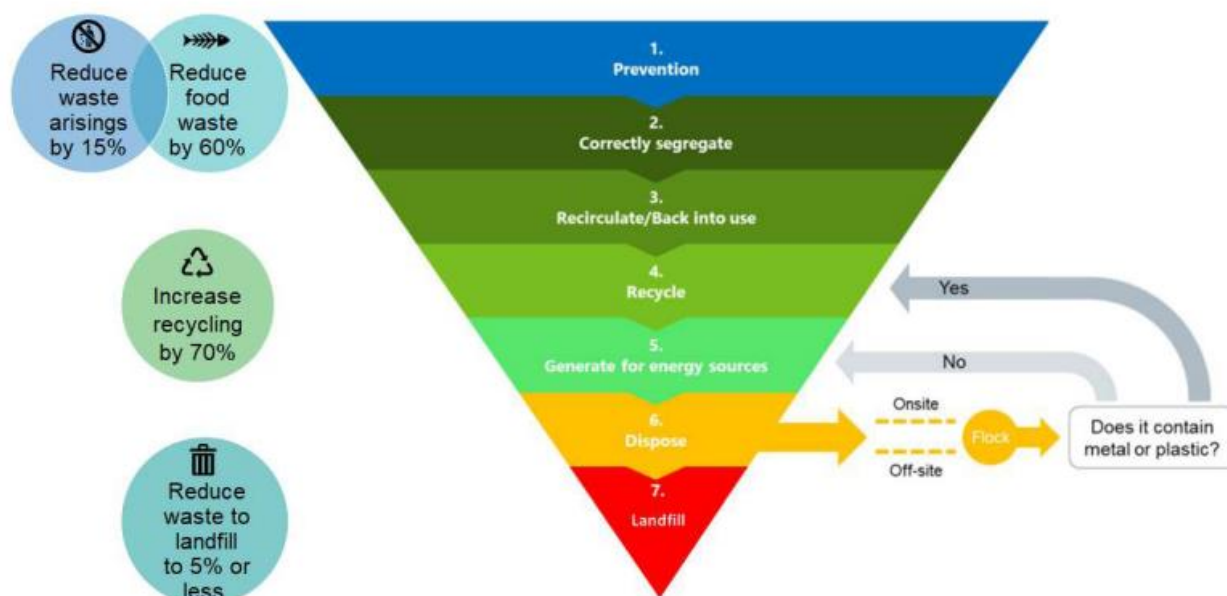 Reduce
waste
arisings
by 15%
Reduce
food
waste
by 60%
Increase
recycling
by 70%
Reduce
waste to
landfill
to 5% or
less
1.
Prevention
2.
Correctly segregate
3.
Recirculate/Back into use
4.
Recycle
5.
Generate for energy sources
6.
Dispose
7.
Landfill
Yes
No
Onsite
Off-site
Flock
Does it contain
metal or plastic?